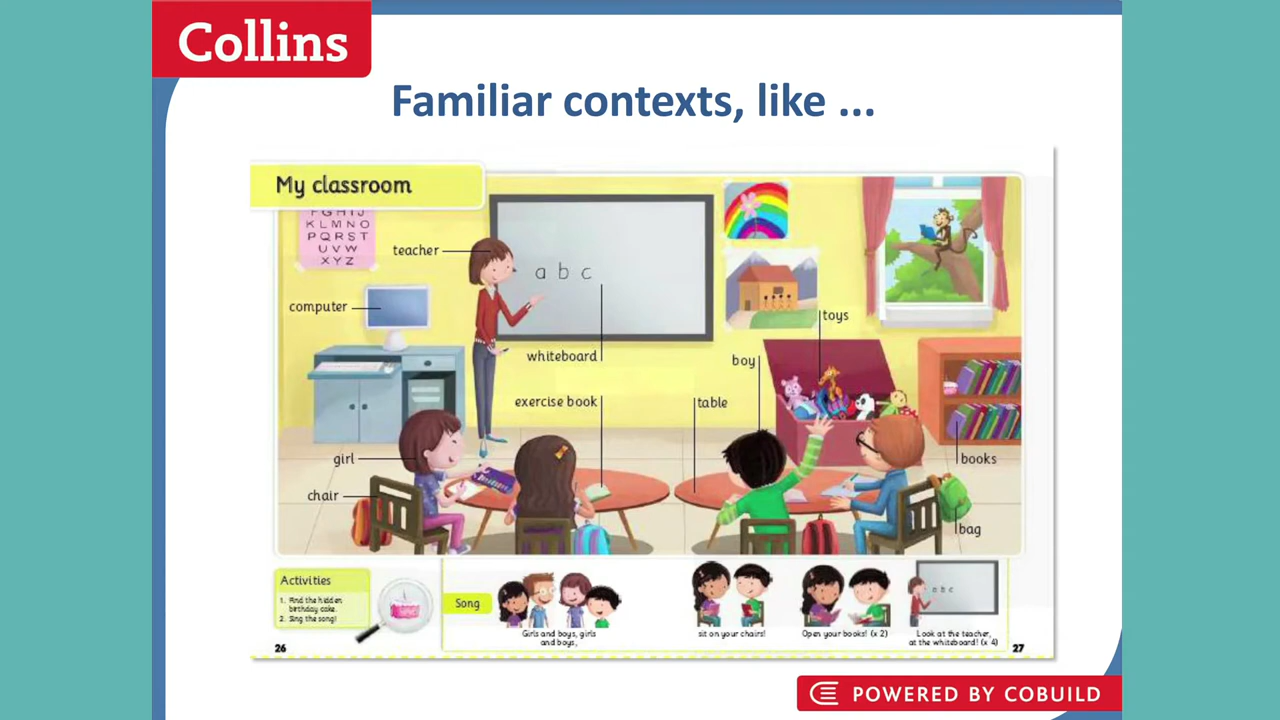 Collins
Familiar contexts, like ...
My classroom
F G H I J
K L M N O
P Q R S T
U V W
X Y Z
teacher
a b c
computer
toys
whiteboard
boy
exercise book
table
girl
books
chair
bag
Activities
1. Find the hidden
birthday cake.
2. Sing the song!
Song
Girls and boys, girls
and boys,
sit on your chairs!
Open your books! (x 2)
a b c
Look at the teacher,
at the whiteboard! (x 4)
26
27
POWERED BY COBUILD